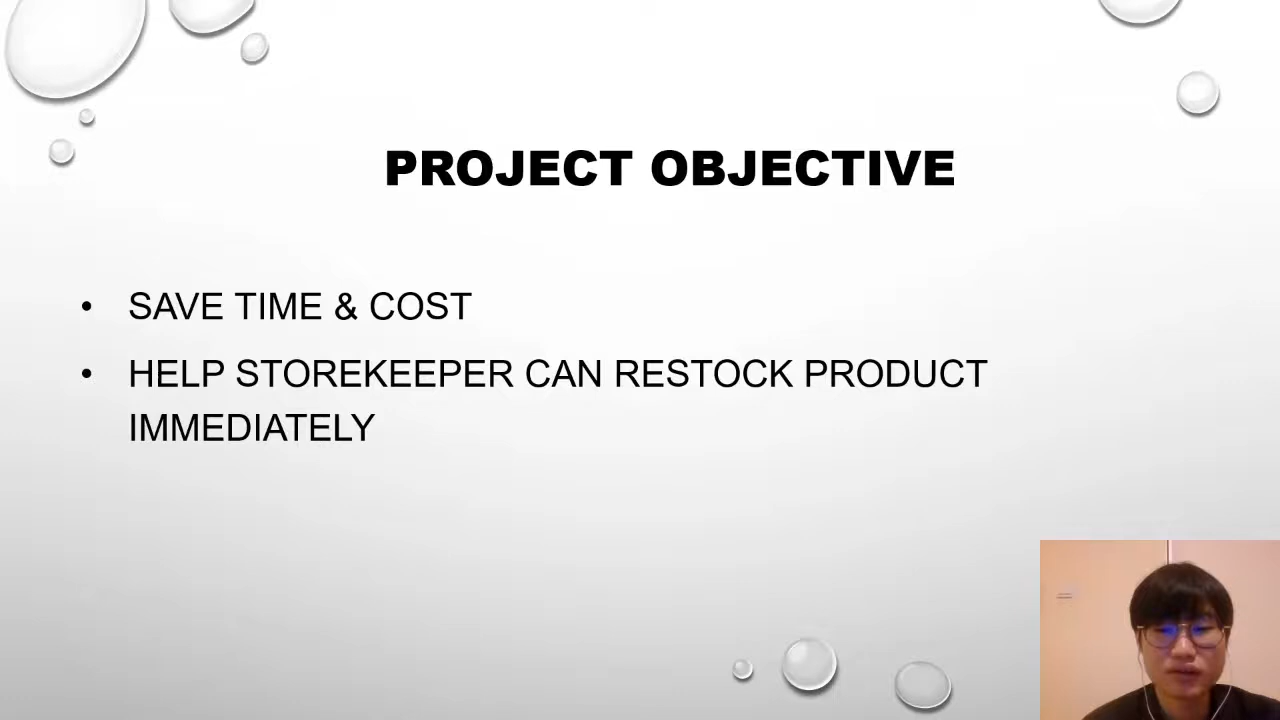 PROJECT OBJECTIVE
• SAVE TIME & COST
• HELP STOREKEEPER CAN RESTOCK PRODUCT
IMMEDIATELY